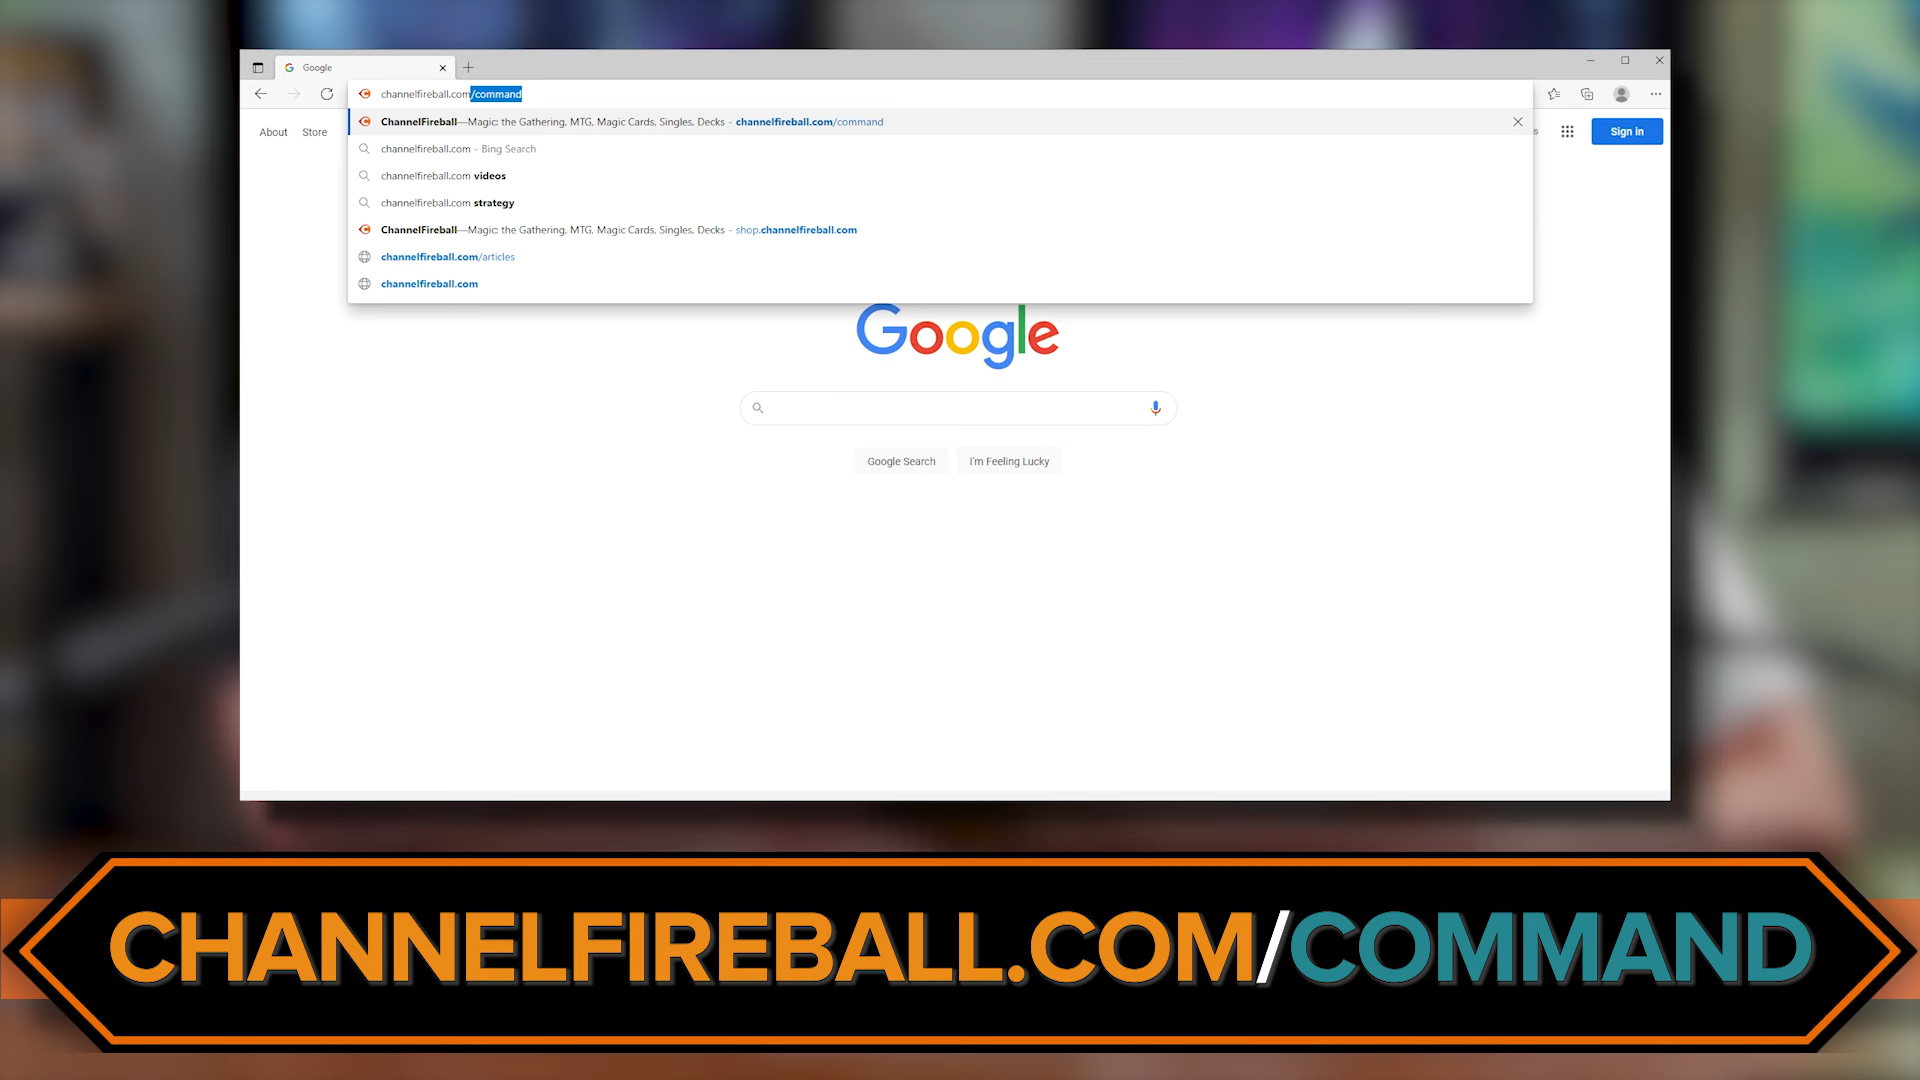 Google
channelfireball.com/command
ChannelFireball—Magic: the Gathering, MTG, Magic Cards, Singles, Decks - channelfireball.com/command
About Store
s
Sign in
channelfireball.com - Bing Search
channelfireball.com videos
channelfireball.com strategy
ChannelFireball—Magic: the Gathering, MTG, Magic Cards, Singles, Decks - shop.channelfireball.com
channelfireball.com/articles
channelfireball.com
Google
Google Search I'm Feeling Lucky
CHANNELFIREBALL.COM/COMMAND